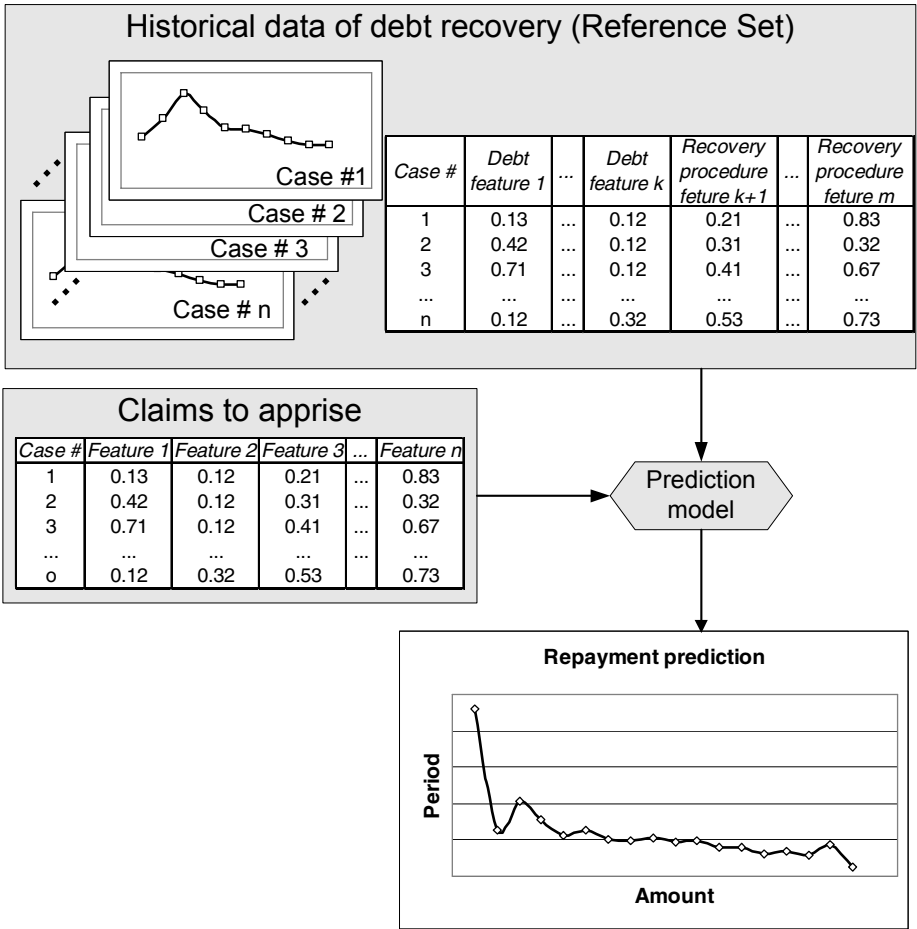 Historical data of debt recovery (Reference Set)
Case #1
Case # 2
Case # 3
Case # n
Case # Debt feature 1 ... Debt feature k Recovery procedure feture k+1 ... Recovery procedure feture m
1 0.13 ... 0.12 0.21 ... 0.83
2 0.42 ... 0.12 0.31 ... 0.32
3 0.71 ... 0.12 0.41 ... 0.67
... ... ... ... ... ...
n 0.12 ... 0.32 0.53 ... 0.73
Claims to apprise
Case # Feature 1 Feature 2 Feature 3 ... Feature n
1 0.13 0.12 0.21 ... 0.83
2 0.42 0.12 0.31 ... 0.32
3 0.71 0.12 0.41 ... 0.67
... ... ... ... ... ...
o 0.12 0.32 0.53 ... 0.73
Prediction
model
Repayment prediction
Period
Amount